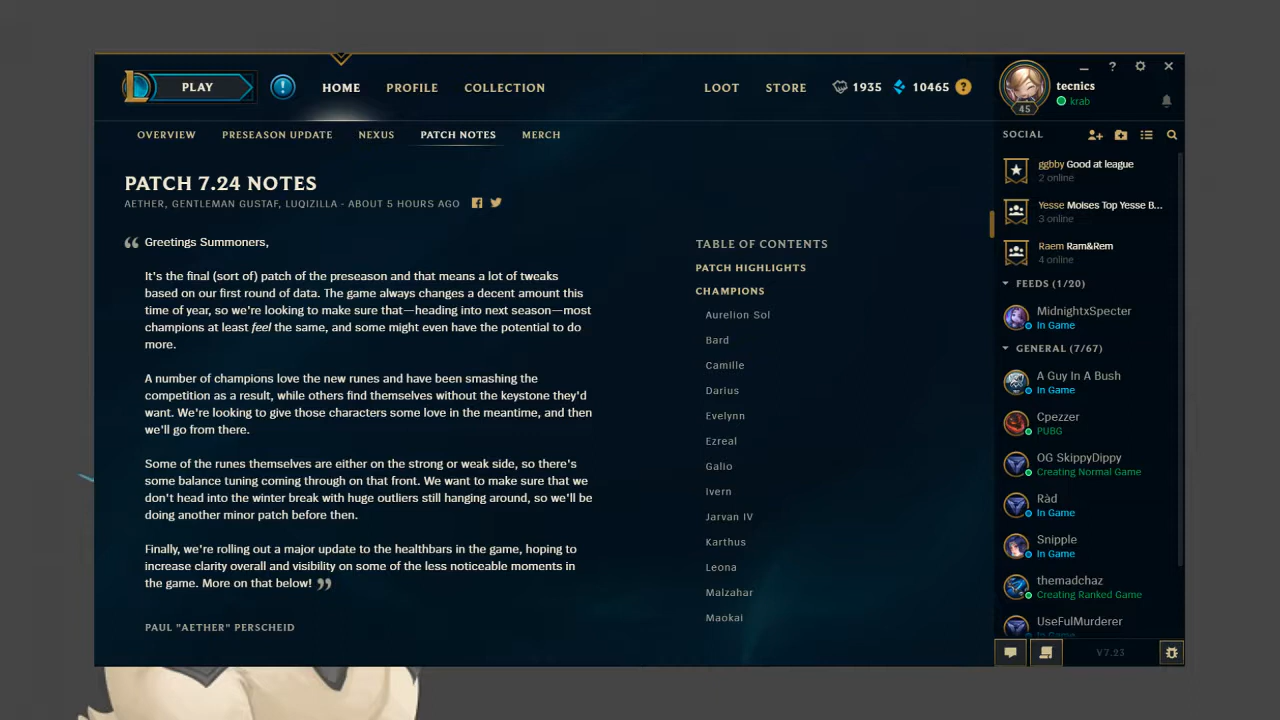 PLAY
HOME
PROFILE
COLLECTION
LOOT
STORE
1935
10465
?
?
45
tecnics
krab
OVERVIEW
PRESEASON UPDATE
NEXUS
PATCH NOTES
MERCH
PATCH 7.24 NOTES
AETHER, GENTLEMAN GUSTAF, LUQIZILLA - ABOUT 5 HOURS AGO
Greetings Summoners,
It's the final (sort of) patch of the preseason and that means a lot of tweaks
based on our first round of data. The game always changes a decent amount this
time of year, so we're looking to make sure that—heading into next season—most
champions at least feel the same, and some might even have the potential to do
more.
A number of champions love the new runes and have been smashing the
competition as a result, while others find themselves without the keystone they'd
want. We're looking to give those characters some love in the meantime, and then
we'll go from there.
Some of the runes themselves are either on the strong or weak side, so there's
some balance tuning coming through on that front. We want to make sure that we
don't head into the winter break with huge outliers still hanging around, so we'll be
doing another minor patch before then.
Finally, we're rolling out a major update to the healthbars in the game, hoping to
increase clarity overall and visibility on some of the less noticeable moments in
the game. More on that below!
PAUL "AETHER" PERSCHEID
TABLE OF CONTENTS
PATCH HIGHLIGHTS
CHAMPIONS
Aurelion Sol
Bard
Camille
Darius
Evelynn
Ezreal
Galio
Ivern
Jarvan IV
Karthus
Leona
Malzahar
Maokai
SOCIAL
ggbby Good at league
2 online
Yesse Moises Top Yesse B...
3 online
Raem Ram&Rem
4 online
FEEDS (1/20)
MidnightxSpecter
In Game
GENERAL (7/67)
A Guy In A Bush
In Game
Cpezzer
PUBG
OG SkippyDippy
Creating Normal Game
Ràd
In Game
Snipple
In Game
themadchaz
Creating Ranked Game
UseFulMurderer
In Game
V7.23